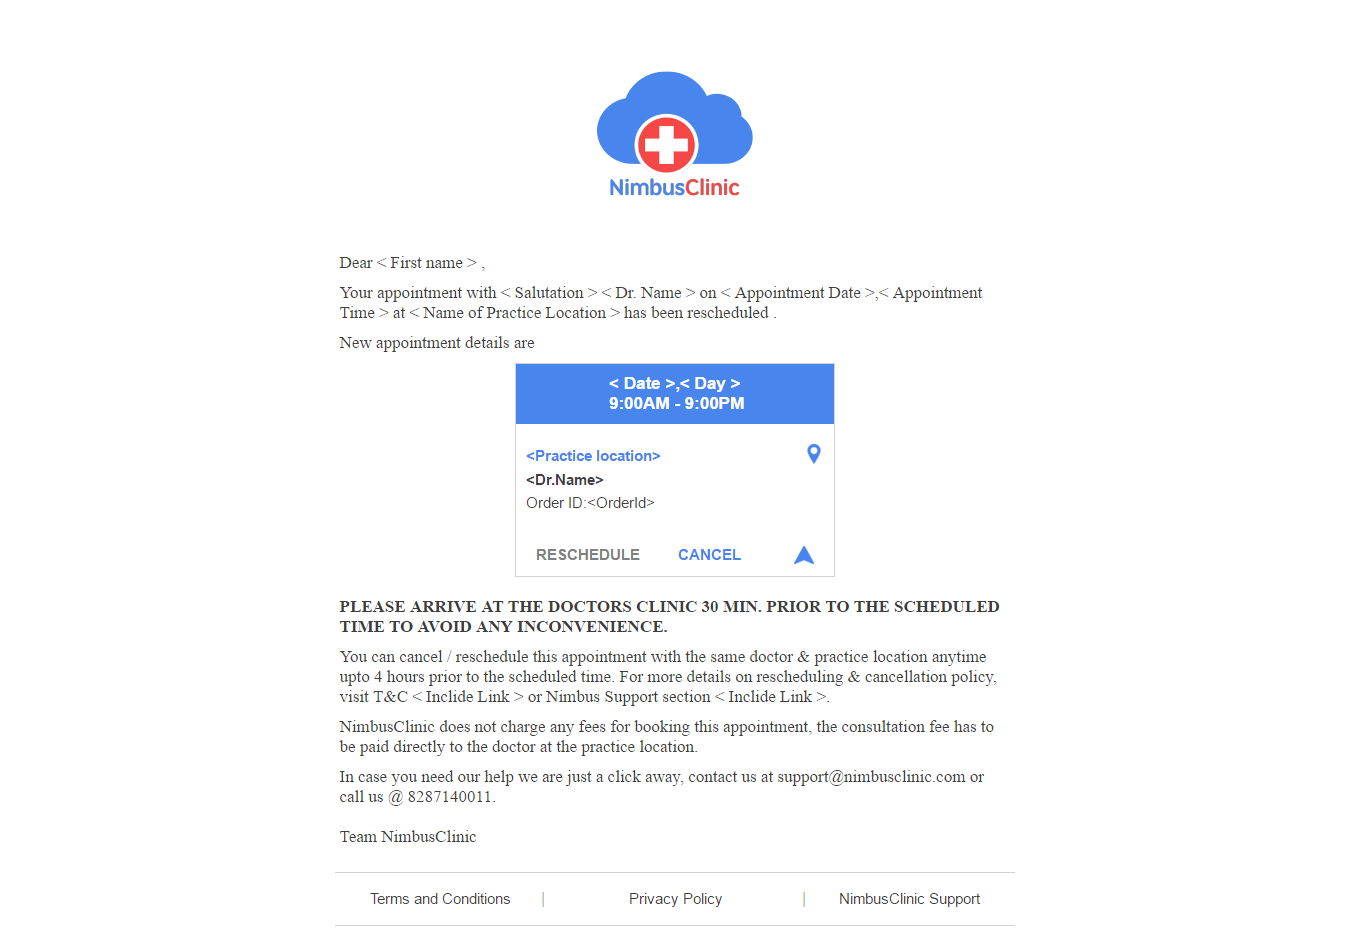 NimbusClinic
Dear < First name > ,
Your appointment with < Salutation > < Dr. Name > on < Appointment Date >,< Appointment
Time > at < Name of Practice Location > has been rescheduled .
New appointment details are
< Date >,< Day >
9:00AM - 9:00PM
<Practice location>
<Dr.Name>
Order ID:<OrderId>
RESCHEDULE CANCEL
PLEASE ARRIVE AT THE DOCTORS CLINIC 30 MIN. PRIOR TO THE SCHEDULED
TIME TO AVOID ANY INCONVENIENCE.
You can cancel / reschedule this appointment with the same doctor & practice location anytime
upto 4 hours prior to the scheduled time. For more details on rescheduling & cancellation policy,
visit T&C < Inclide Link > or Nimbus Support section < Inclide Link >.
NimbusClinic does not charge any fees for booking this appointment, the consultation fee has to
be paid directly to the doctor at the practice location.
In case you need our help we are just a click away, contact us at support@nimbusclinic.com or
call us @ 8287140011.
Team NimbusClinic
Terms and Conditions | Privacy Policy | NimbusClinic Support